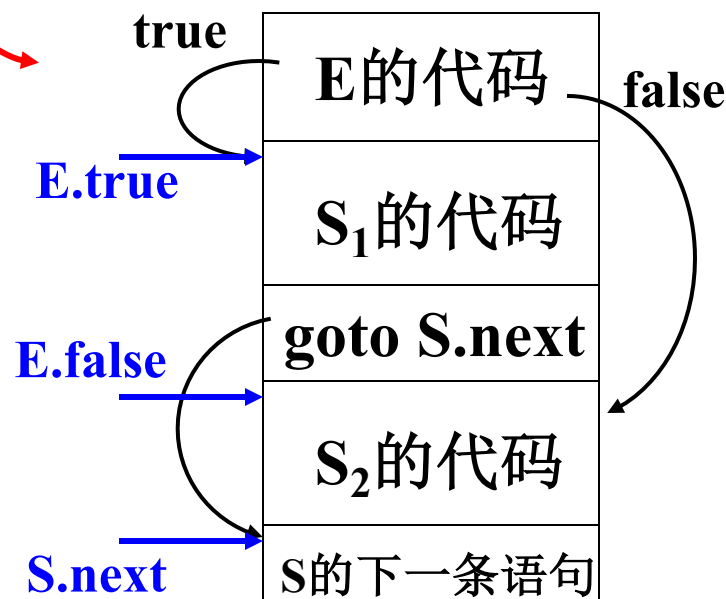 true
E的代码
false
E.true
S₁的代码
goto S.next
E.false
S₂的代码
S.next
S的下一条语句